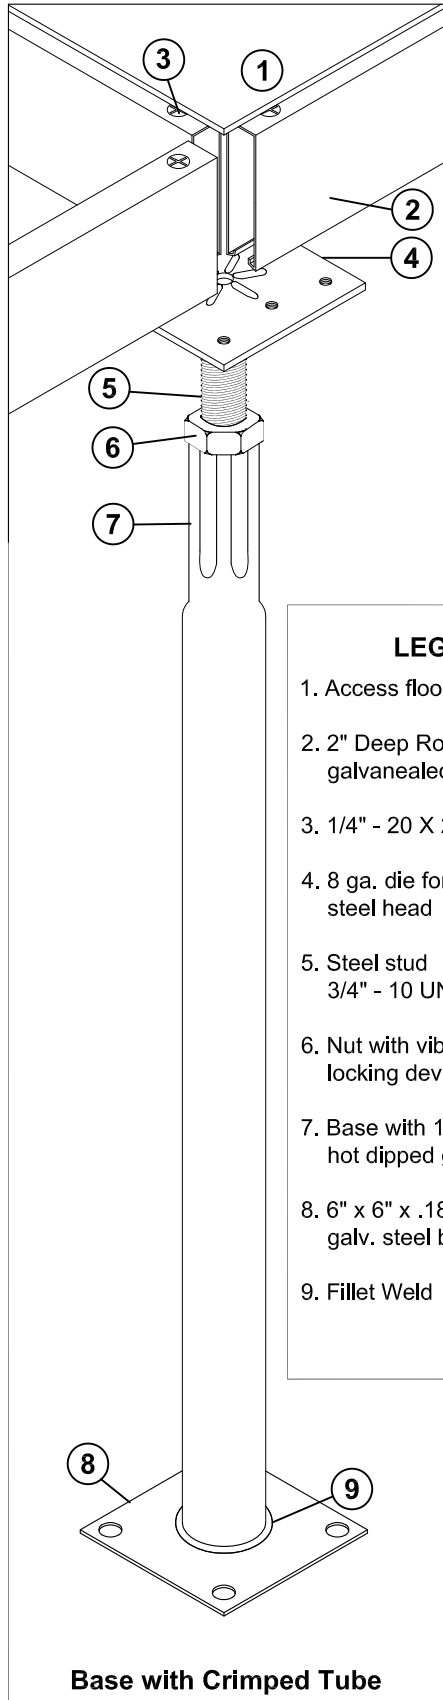 3
1
2
4
5
6
7
LEG
1. Access floo
2. 2" Deep Ro
galvanealed
3. 1/4" - 20 X
4. 8 ga. die for
steel head
5. Steel stud
3/4" - 10 UN
6. Nut with vib
locking dev
7. Base with 1
hot dipped
8. 6" x 6" x .18
galv. steel b
9. Fillet Weld
8
9
Base with Crimped Tube